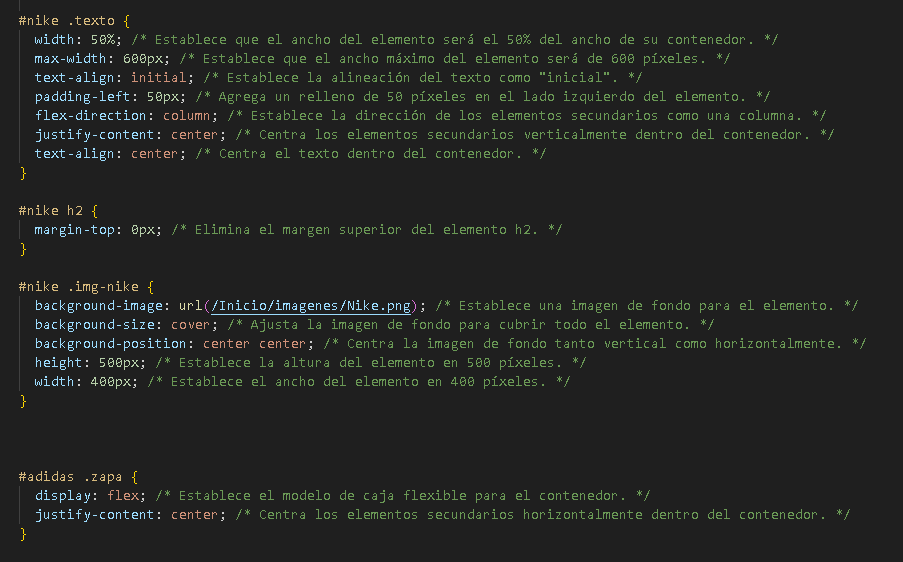 #nike .texto {
width: 50%; /* Establece que el ancho del elemento será el 50% del ancho de su contenedor. */
max-width: 600px; /* Establece que el ancho máximo del elemento será de 600 píxeles. */
text-align: initial; /* Establece la alineación del texto como "inicial". */
padding-left: 50px; /* Agrega un relleno de 50 píxeles en el lado izquierdo del elemento. */
flex-direction: column; /* Establece la dirección de los elementos secundarios como una columna. */
justify-content: center; /* Centra los elementos secundarios verticalmente dentro del contenedor. */
text-align: center; /* Centra el texto dentro del contenedor. */
}
#nike h2 {
margin-top: 0px; /* Elimina el margen superior del elemento h2. */
}
#nike .img-nike {
background-image: url(/Inicio/imagenes/Nike.png); /* Establece una imagen de fondo para el elemento. */
background-size: cover; /* Ajusta la imagen de fondo para cubrir todo el elemento. */
background-position: center center; /* Centra la imagen de fondo tanto vertical como horizontalmente. */
height: 500px; /* Establece la altura del elemento en 500 píxeles. */
width: 400px; /* Establece el ancho del elemento en 400 píxeles. */
}
#adidas .zapa {
display: flex; /* Establece el modelo de caja flexible para el contenedor. */
justify-content: center; /* Centra los elementos secundarios horizontalmente dentro del contenedor. */
}